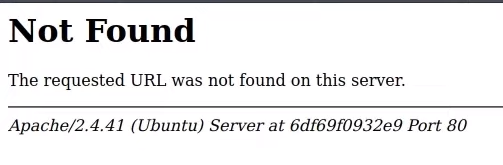 Not Found
The requested URL was not found on this server.
Apache/2.4.41 (Ubuntu) Server at 6df69f0932e9 Port 80